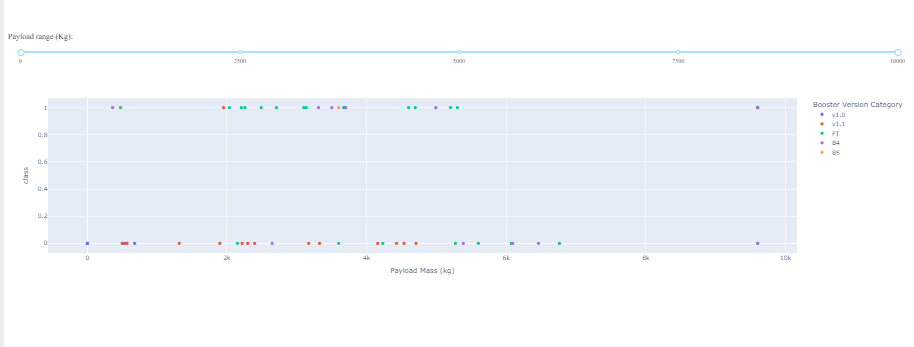 Payload range (Kg):
0 2500 5000 7500 10000
Booster Version Category
v1.0
v1.1
FT
B4
B5
class
1
0.8
0.6
0.4
0.2
0
0 2k 4k 6k 8k 10k
Payload Mass (kg)